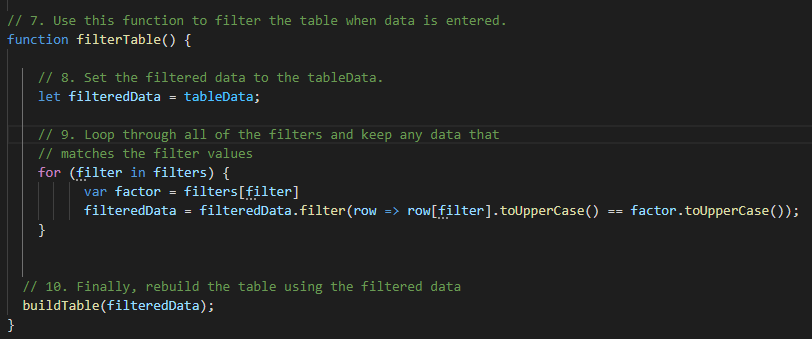 // 7. Use this function to filter the table when data is entered.
function filterTable() {
// 8. Set the filtered data to the tableData.
let filteredData = tableData;
// 9. Loop through all of the filters and keep any data that
// matches the filter values
for (filter in filters) {
var factor = filters[filter]
filteredData = filteredData.filter(row => row[filter].toUpperCase() == factor.toUpperCase());
}
// 10. Finally, rebuild the table using the filtered data
buildTable(filteredData);
}